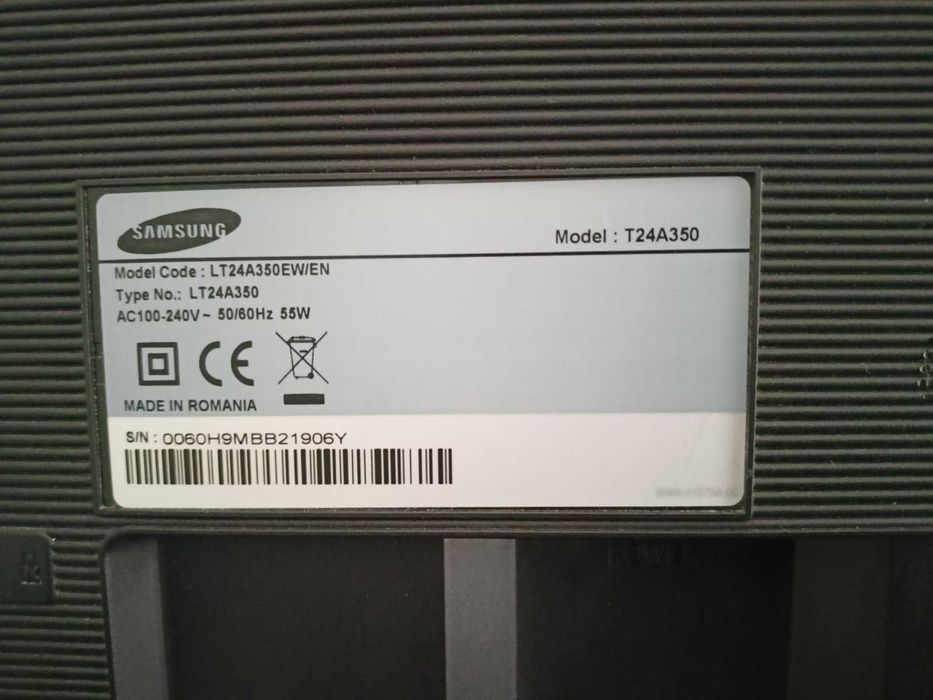 SAMSUNG
Model : T24A350
Model Code : LT24A350EW/EN
Type No.: LT24A350
AC100-240V~ 50/60Hz 55W
CE
MADE IN ROMANIA
S/N : 0060H9MBB21906Y